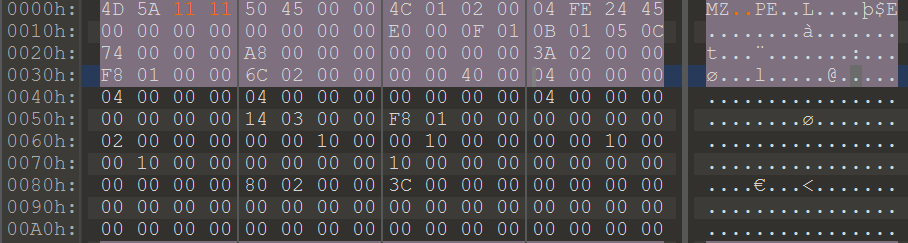 0000h: 4D 5A 11 11 50 45 00 00 4C 01 02 00 04 FE 24 45 MZ..PE..L....þ$E
0010h: 00 00 00 00 00 00 00 00 E0 00 0F 01 0B 01 05 0C ........à.......
0020h: 74 00 00 00 A8 00 00 00 00 00 00 00 3A 02 00 00 t...¨.......:...
0030h: F8 01 00 00 6C 02 00 00 00 00 40 00 04 00 00 00 ø...l.....@.....
0040h: 04 00 00 00 04 00 00 00 00 00 00 00 04 00 00 00 ................
0050h: 00 00 00 00 14 03 00 00 F8 01 00 00 00 00 00 00 ........ø.......
0060h: 02 00 00 00 00 00 10 00 00 10 00 00 00 00 10 00 ................
0070h: 00 10 00 00 00 00 00 00 10 00 00 00 00 00 00 00 ................
0080h: 00 00 00 00 80 02 00 00 3C 00 00 00 00 00 00 00 ....€...<.......
0090h: 00 00 00 00 00 00 00 00 00 00 00 00 00 00 00 00 ................
00A0h: 00 00 00 00 00 00 00 00 00 00 00 00 00 00 00 00 ................